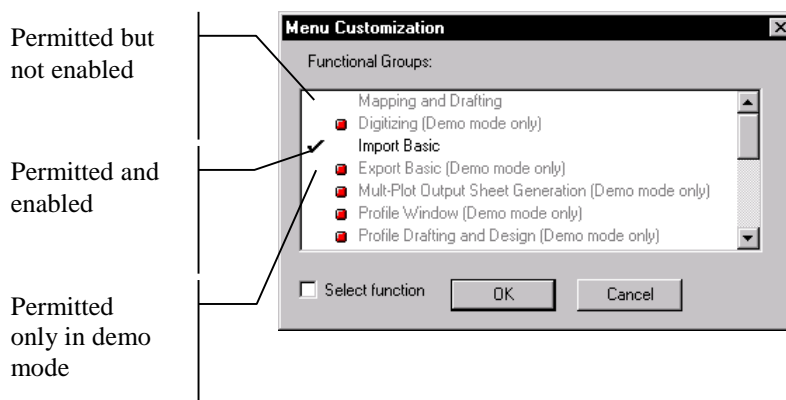 Permitted but
not enabled
Permitted and
enabled
Permitted
only in demo
mode
Menu Customization
Functional Groups:
Mapping and Drafting
Digitizing (Demo mode only)
Import Basic
Export Basic (Demo mode only)
Mult-Plot Output Sheet Generation (Demo mode only)
Profile Window (Demo mode only)
Profile Drafting and Design (Demo mode only)
Select function
OK
Cancel